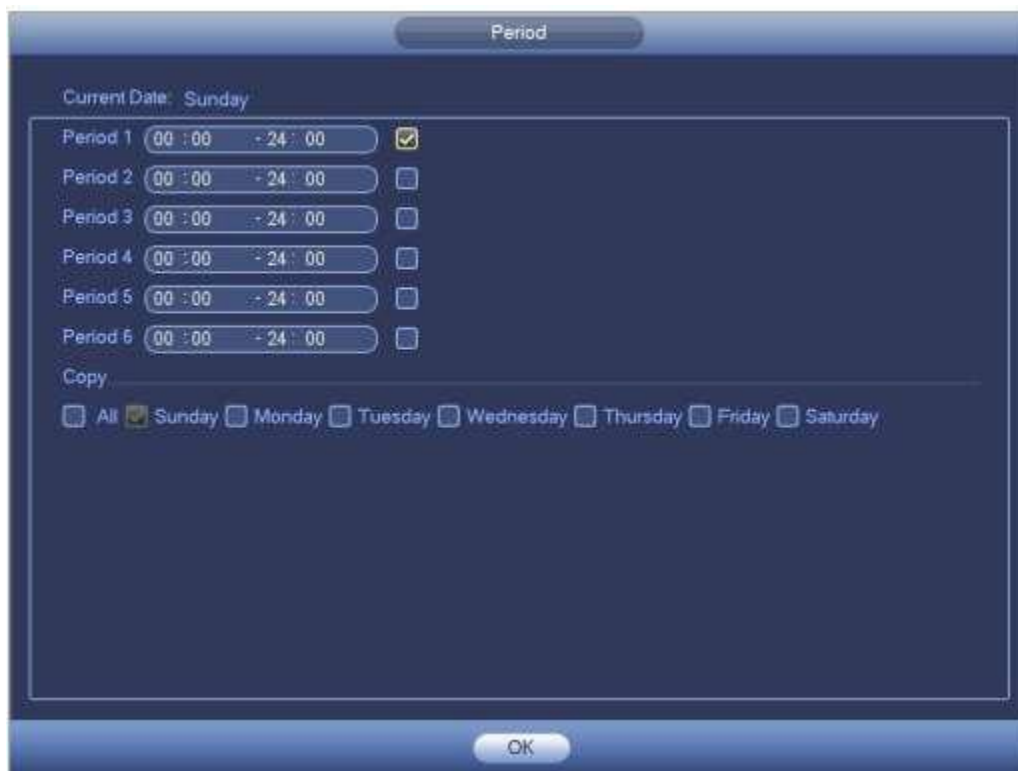 Period
Current Date: Sunday
Period 1 00 :00 - 24: 00
Period 2 00 :00 - 24: 00
Period 3 00 :00 - 24: 00
Period 4 00 :00 - 24: 00
Period 5 00 :00 - 24: 00
Period 6 00 :00 - 24: 00
Copy
All Sunday Monday Tuesday Wednesday Thursday Friday Saturday
OK